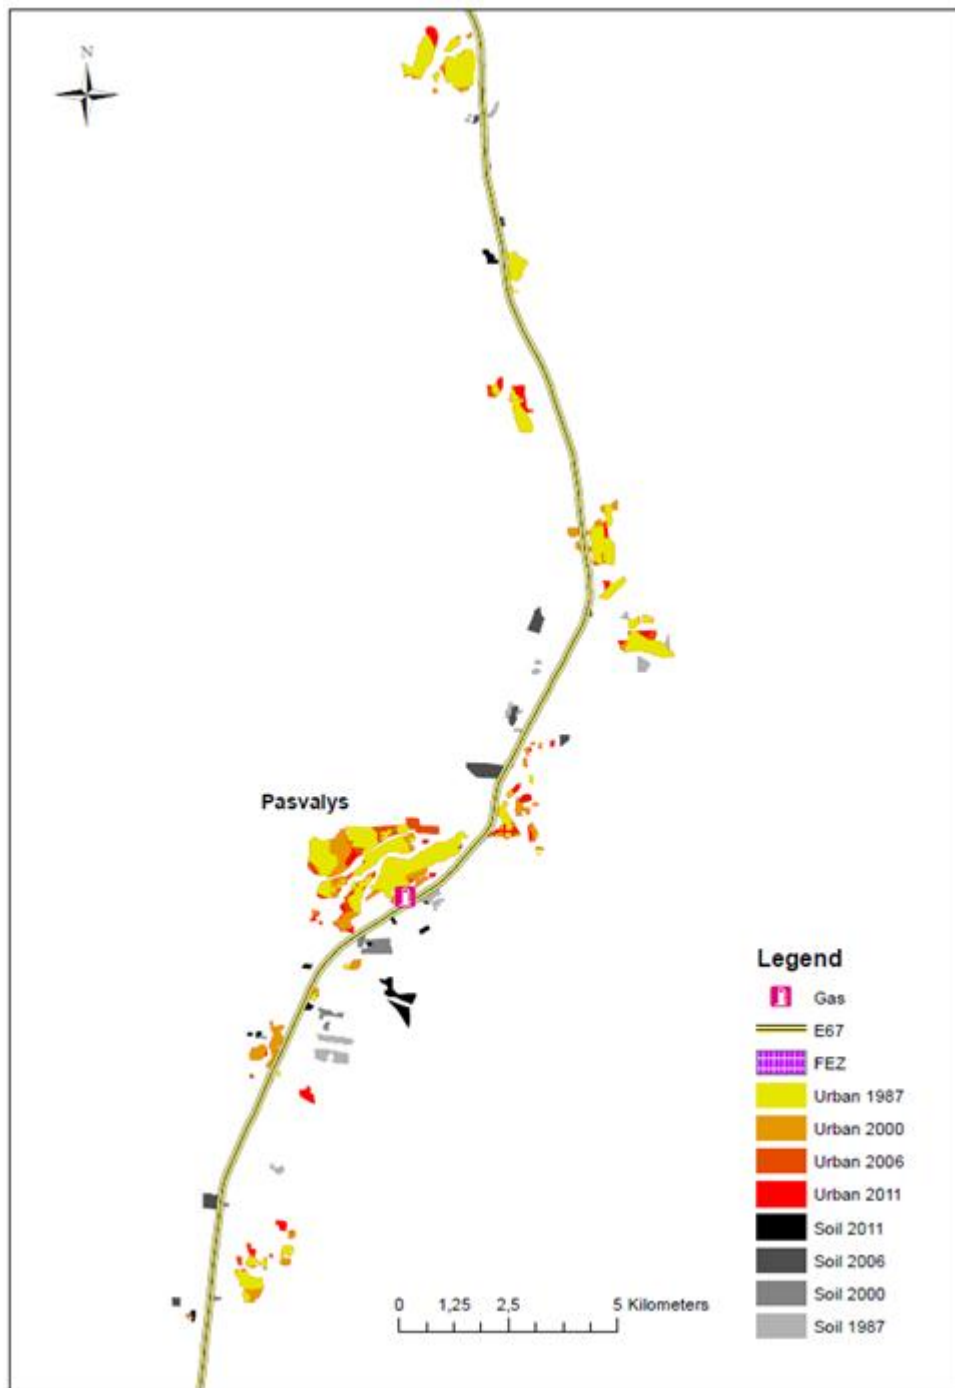 N
Pasvalys
Legend
Gas
E67
FEZ
Urban 1987
Urban 2000
Urban 2006
Urban 2011
Soil 2011
Soil 2006
Soil 2000
Soil 1987
0 1,25 2,5 5 Kilometers